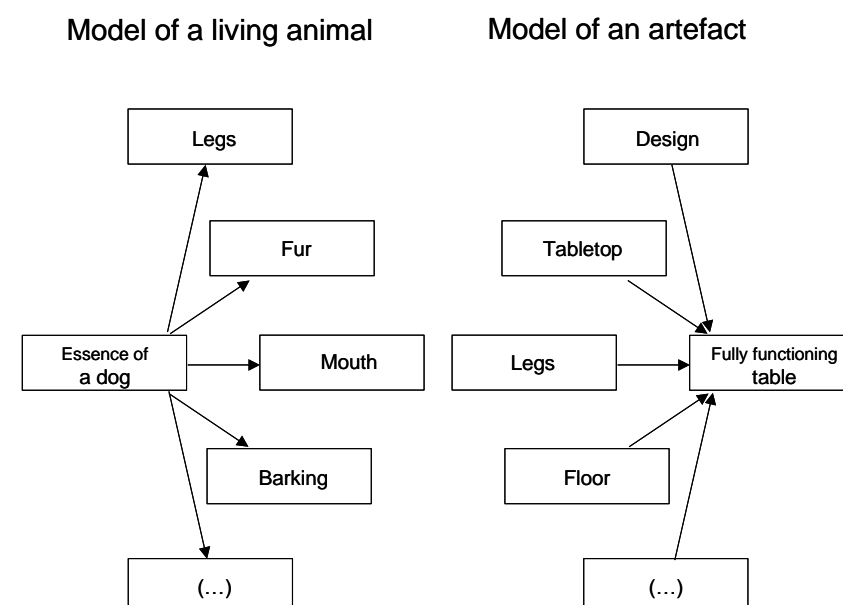 Model of a living animal
Model of an artefact
Legs
Fur
Essence of
a dog
Mouth
Barking
(...)
Design
Tabletop
Legs
Fully functioning
table
Floor
(...)